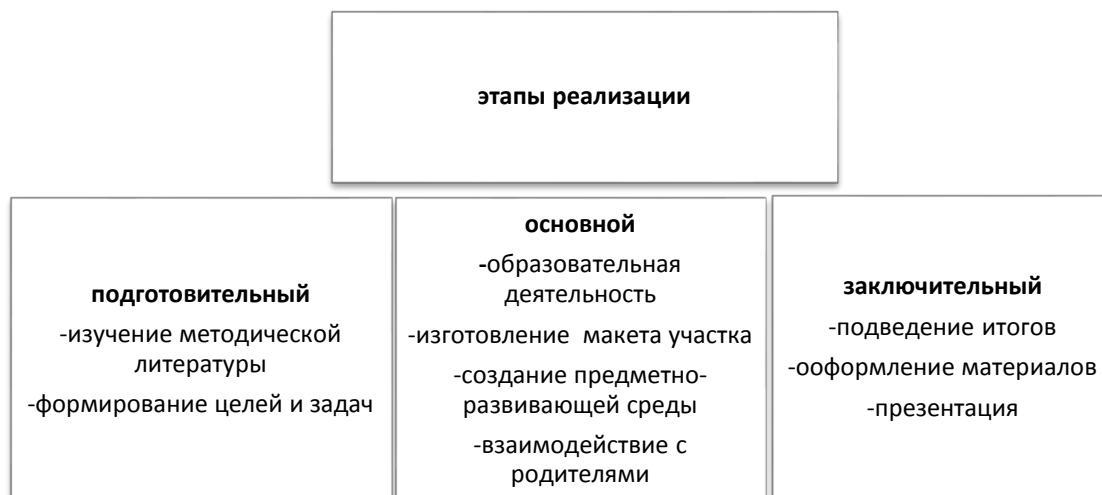 этапы реализации
подготовительный
-изучение методической
литературы
-формирование целей и задач
основной
-образовательная
деятельность
-изготовление  макета участка
-создание предметно-
развивающей среды
-взаимодействие с
родителями
заключительный
-подведение итогов
-ооформление материалов
-презентация